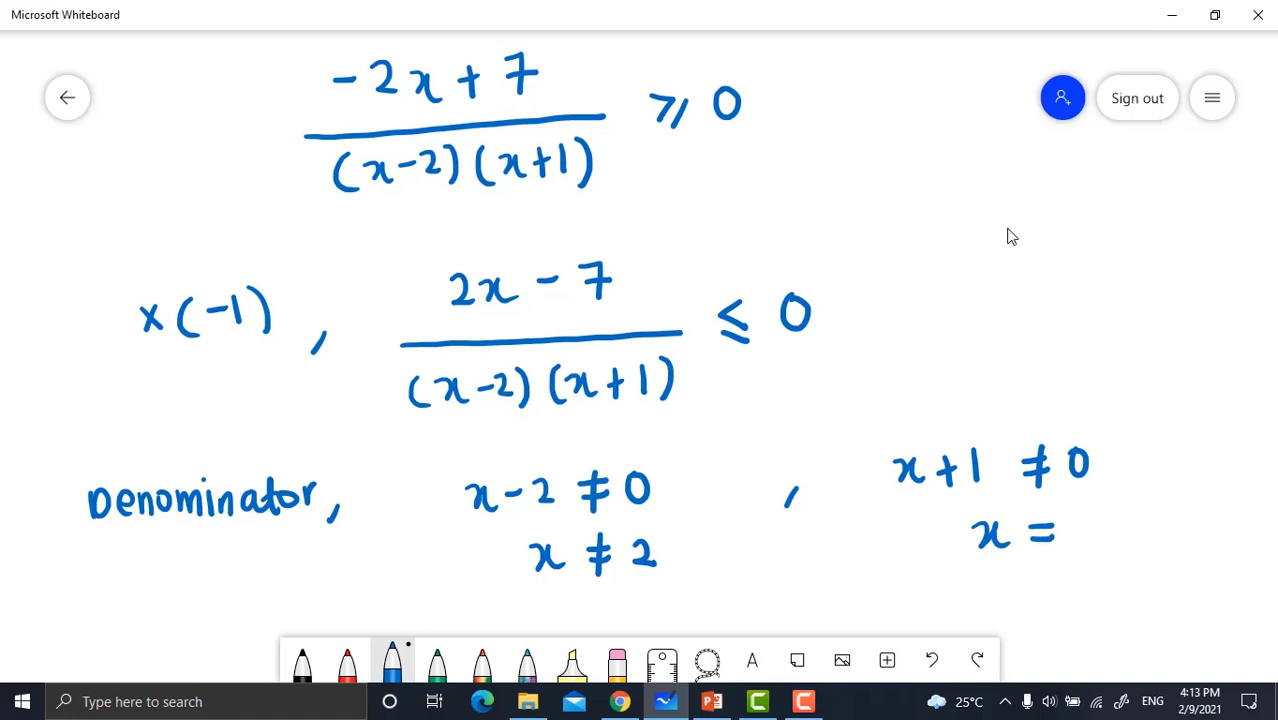 Microsoft Whiteboard
-2x + 7
(x-2)(x+1)
⩾ 0
Sign out
x(-1) ,
2x - 7
(x-2)(x+1)
≤ 0
Denominator, x-2 ≠ 0 , x+1 ≠ 0
x ≠ 2
x =
A
Type here to search
25°C
ENG
4:13 PM
2/9/2021